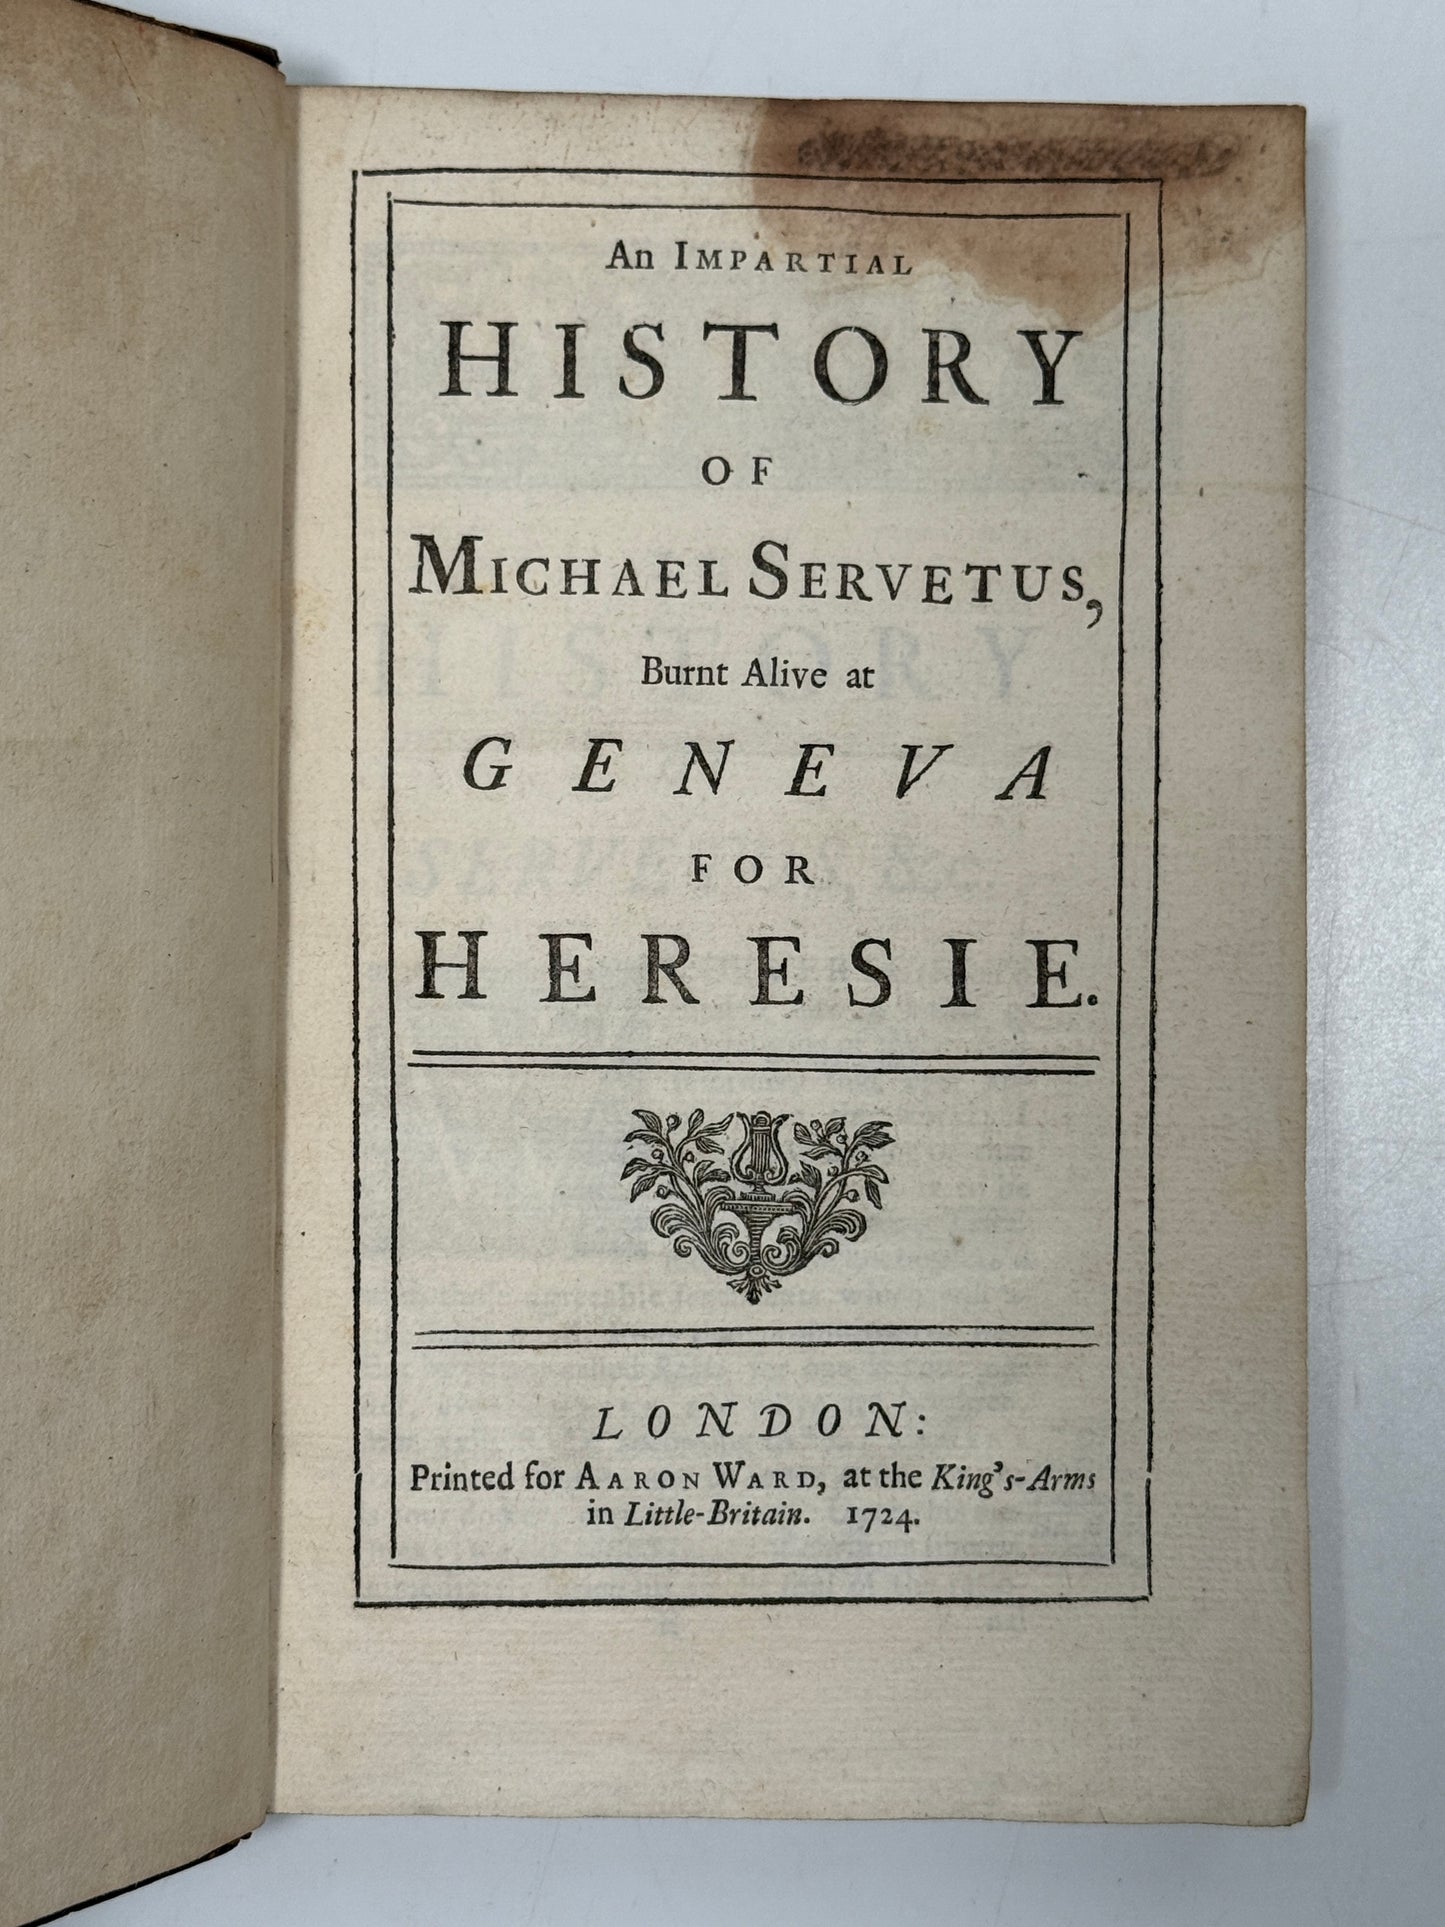 An IMPARTIAL
HISTORY
OF
MICHAEL SERVETUS,
Burnt Alive at
GENEVA
FOR
HERESIE.
LONDON:
Printed for AARON WARD, at the King's-Arms
in Little-Britain. 1724.